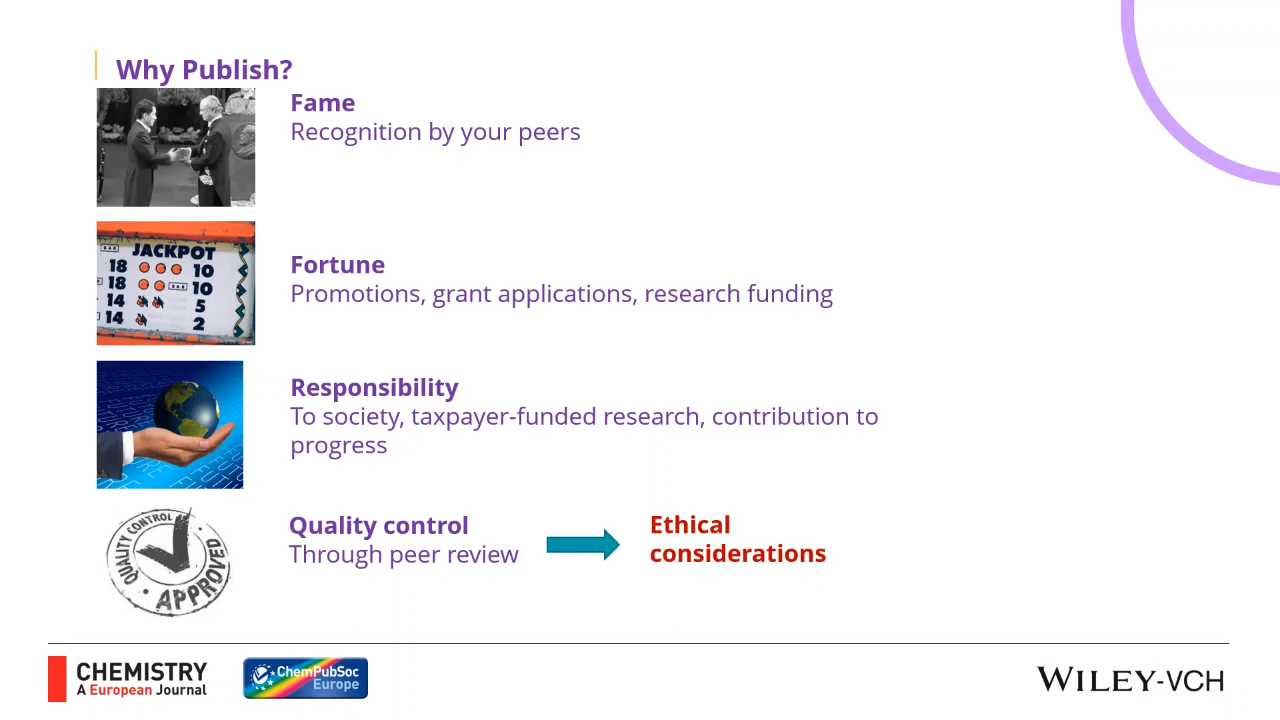 Why Publish?
Fame
Recognition by your peers
JACKPOT
BAR
18 10
18 BAR 10
14 5
14 2
Fortune
Promotions, grant applications, research funding
Responsibility
To society, taxpayer-funded research, contribution to
progress
QUALITY CONTROL
APPROVED
Quality control
Through peer review
Ethical
considerations
CHEMISTRY
A European Journal
ChemPubSoc
Europe
WILEY-VCH